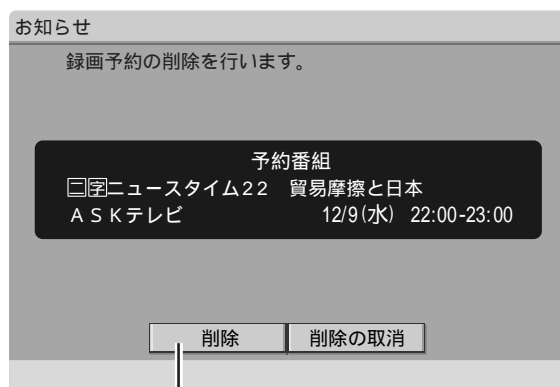 お知らせ
録画予約の削除を行います。
予約番組
二字ニュースタイム22 貿易摩擦と日本
ASKテレビ 12/9(水) 22:00-23:00
削除 削除の取消